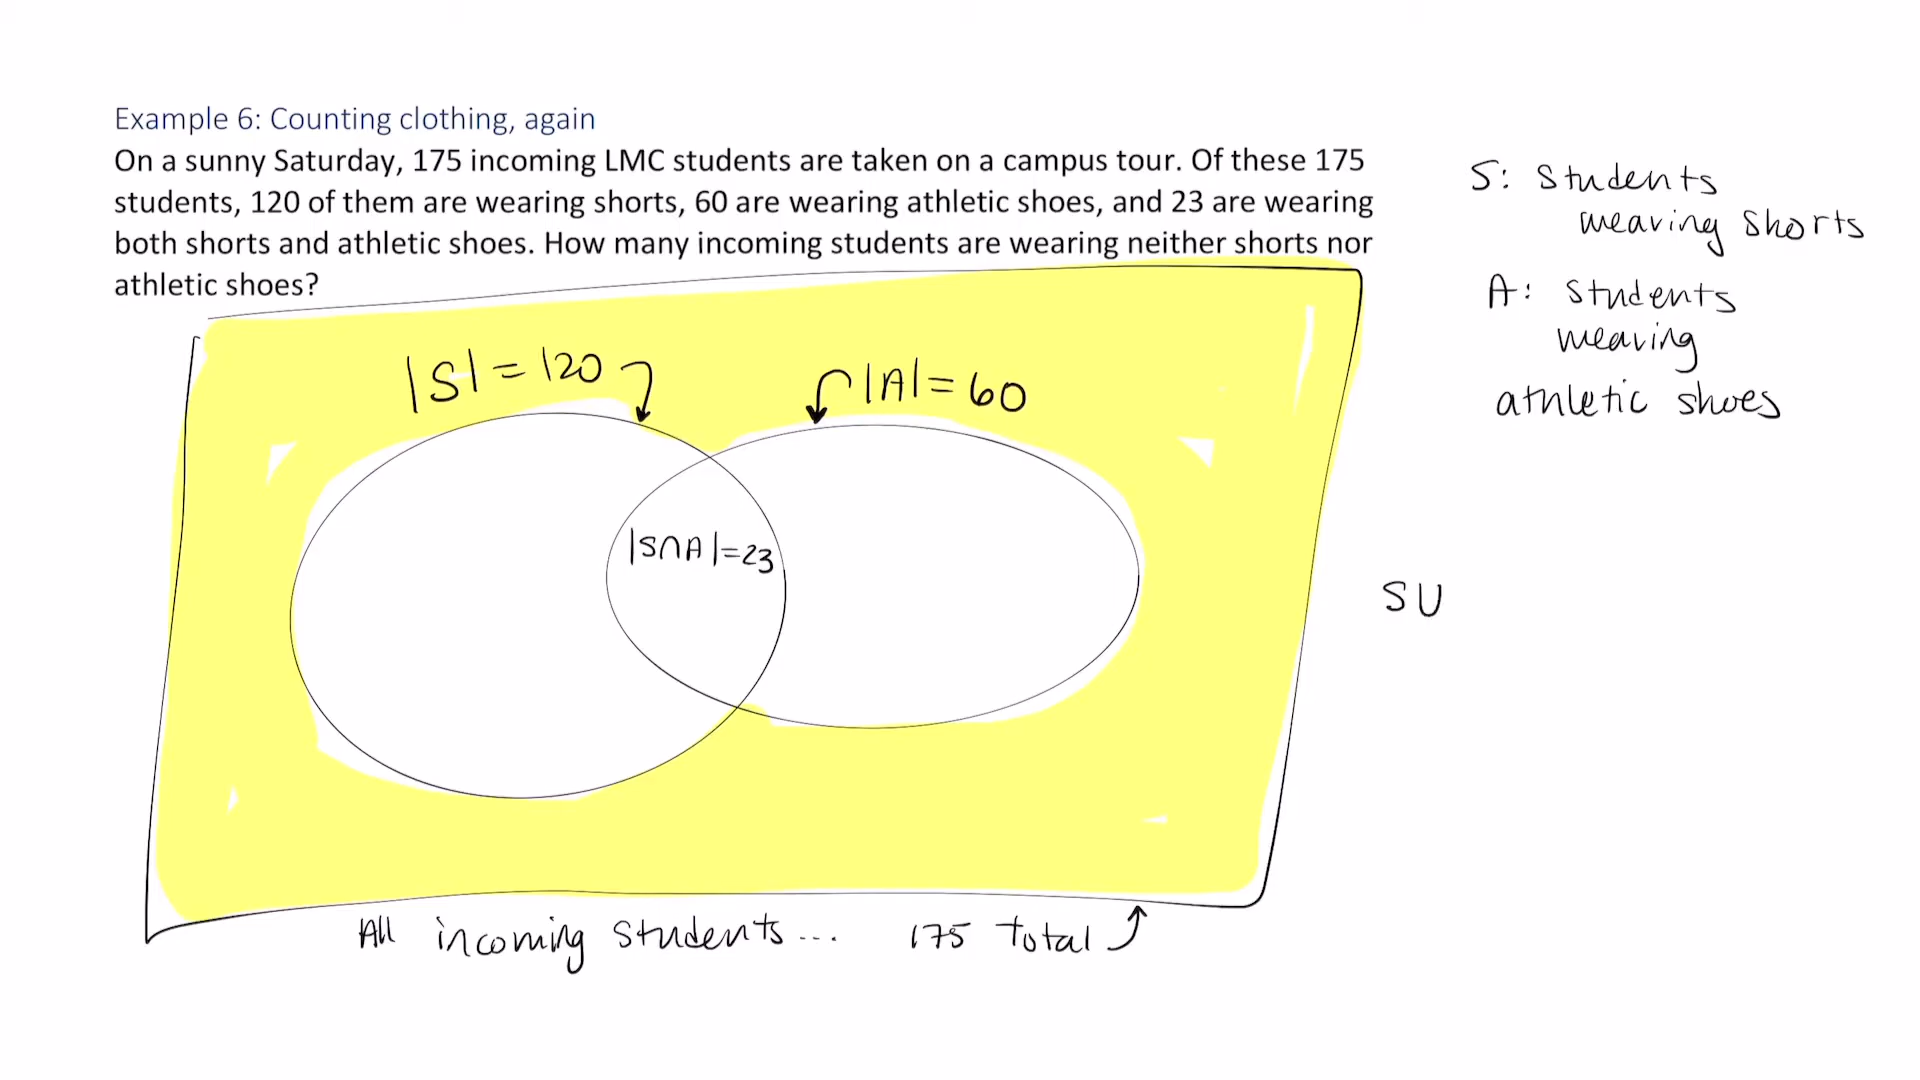 Example 6: Counting clothing, again
On a sunny Saturday, 175 incoming LMC students are taken on a campus tour. Of these 175
students, 120 of them are wearing shorts, 60 are wearing athletic shoes, and 23 are wearing
both shorts and athletic shoes. How many incoming students are wearing neither shorts nor
athletic shoes?
S: Students
wearing shorts
A: Students
wearing
athletic shoes
|S| = 120
|A| = 60
|S∩A|=23
SU
All incoming students... 175 total